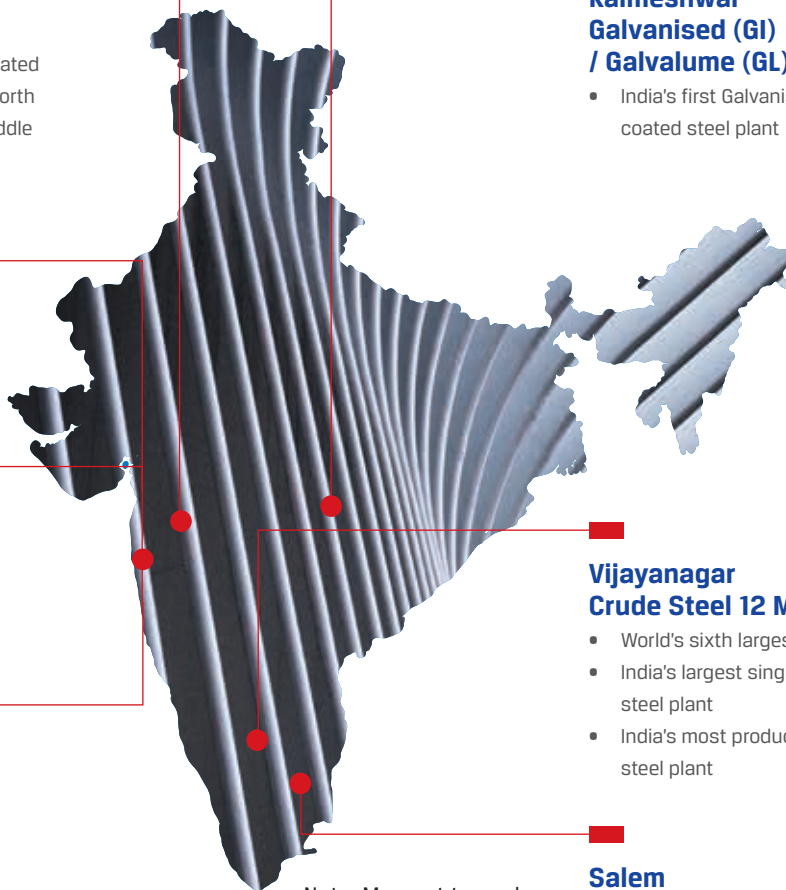 ated
orth
ddle
Galvanised (GI)
/ Galvalume (GL)
• India's first Galvanis
coated steel plant
Vijayanagar
Crude Steel 12 M
• World's sixth larges
• India's largest sing
steel plant
• India's most produc
steel plant
Salem